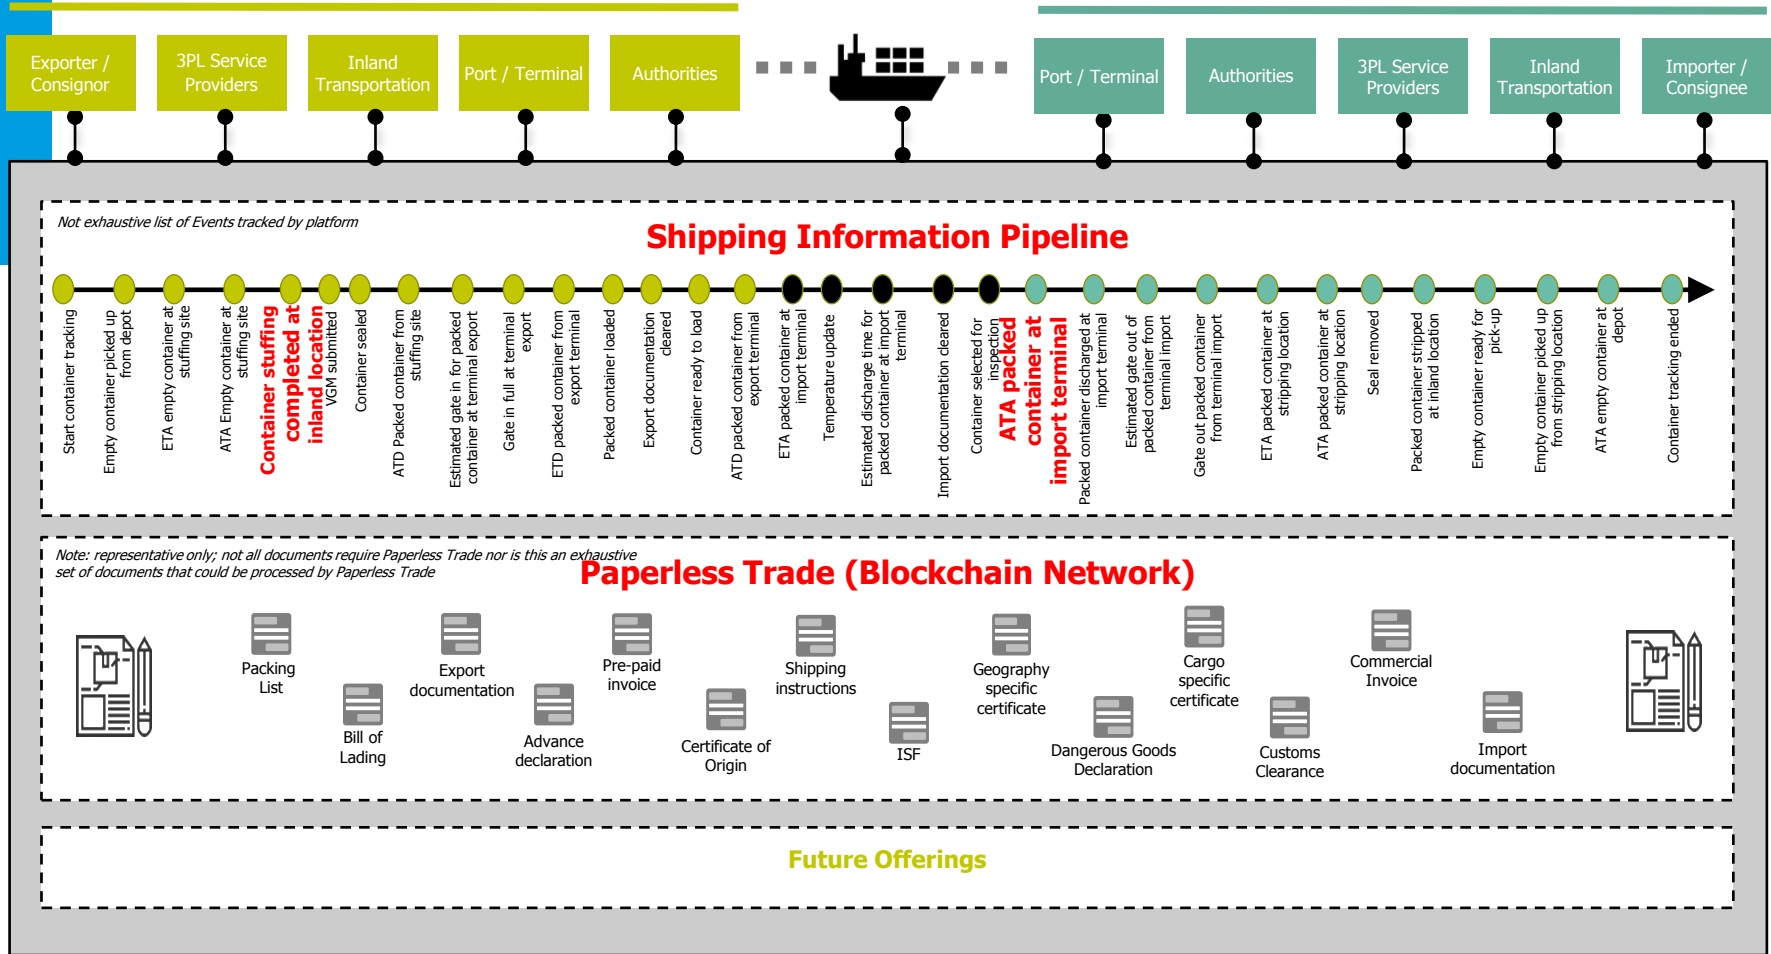 Exporter /
Consignor
3PL Service
Providers
Inland
Transportation
Port / Terminal
Authorities
Port / Terminal
Authorities
3PL Service
Providers
Inland
Transportation
Importer /
Consignee
Not exhaustive list of Events tracked by platform
Shipping Information Pipeline
Start container tracking
Empty container picked up
from depot
ETA empty container at
stuffing site
ATA Empty container at
stuffing site
Container stuffing
completed at
inland location
VGM submitted
Container sealed
ATD Packed container from
stuffing site
Estimated gate in for packed
container at terminal export
Gate in full at terminal
export
ETD packed container from
export terminal
Packed container loaded
Export documentation
cleared
Container ready to load
ATD packed container from
export terminal
ETA packed container at
import terminal
Temperature update
Estimated discharge time for
packed container at import
terminal
Import documentation cleared
Container selected for
inspection
ATA packed
container at
import terminal
Packed container discharged at
import terminal
Estimated gate out of
packed container from
terminal import
Gate out packed container
from terminal import
ETA packed container at
stripping location
ATA packed container at
stripping location
Seal removed
Packed container stripped
at inland location
Empty container ready for
pick-up
Empty container picked up
from stripping location
ATA empty container at
depot
Container tracking ended
Note: representative only; not all documents require Paperless Trade nor is this an exhaustive
set of documents that could be processed by Paperless Trade
Paperless Trade (Blockchain Network)
Packing
List
Bill of
Lading
Export
documentation
Advance
declaration
Pre-paid
invoice
Certificate of
Origin
Shipping
instructions
ISF
Geography
specific
certificate
Dangerous Goods
Declaration
Cargo
specific
certificate
Customs
Clearance
Commercial
Invoice
Import
documentation
Future Offerings